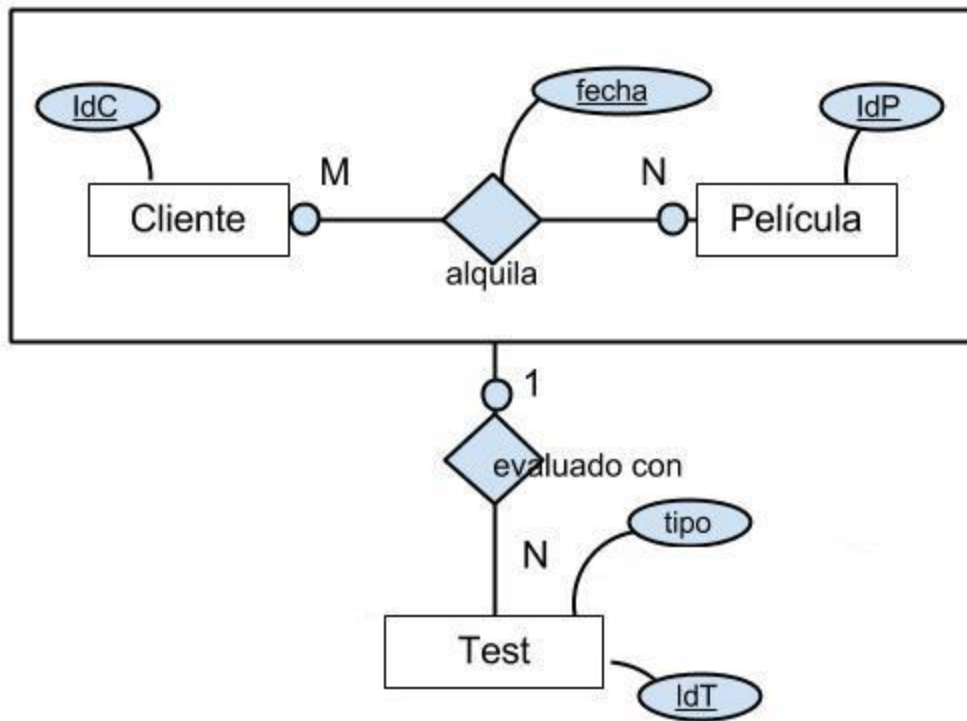 IdC
fecha
IdP
M
N
Cliente
Película
alquila
1
evaluado con
tipo
N
Test
IdT